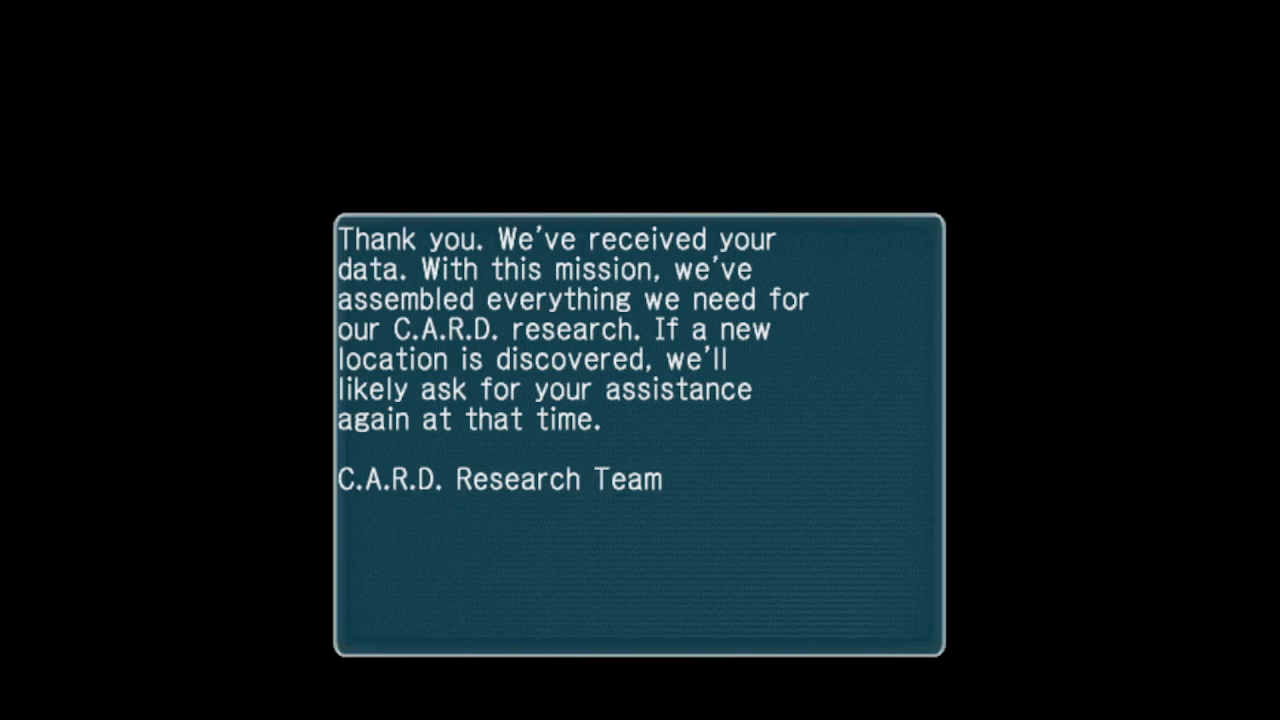 Thank you. We've received your
data. With this mission, we've
assembled everything we need for
our C.A.R.D. research. If a new
location is discovered, we'll
likely ask for your assistance
again at that time.
C.A.R.D. Research Team